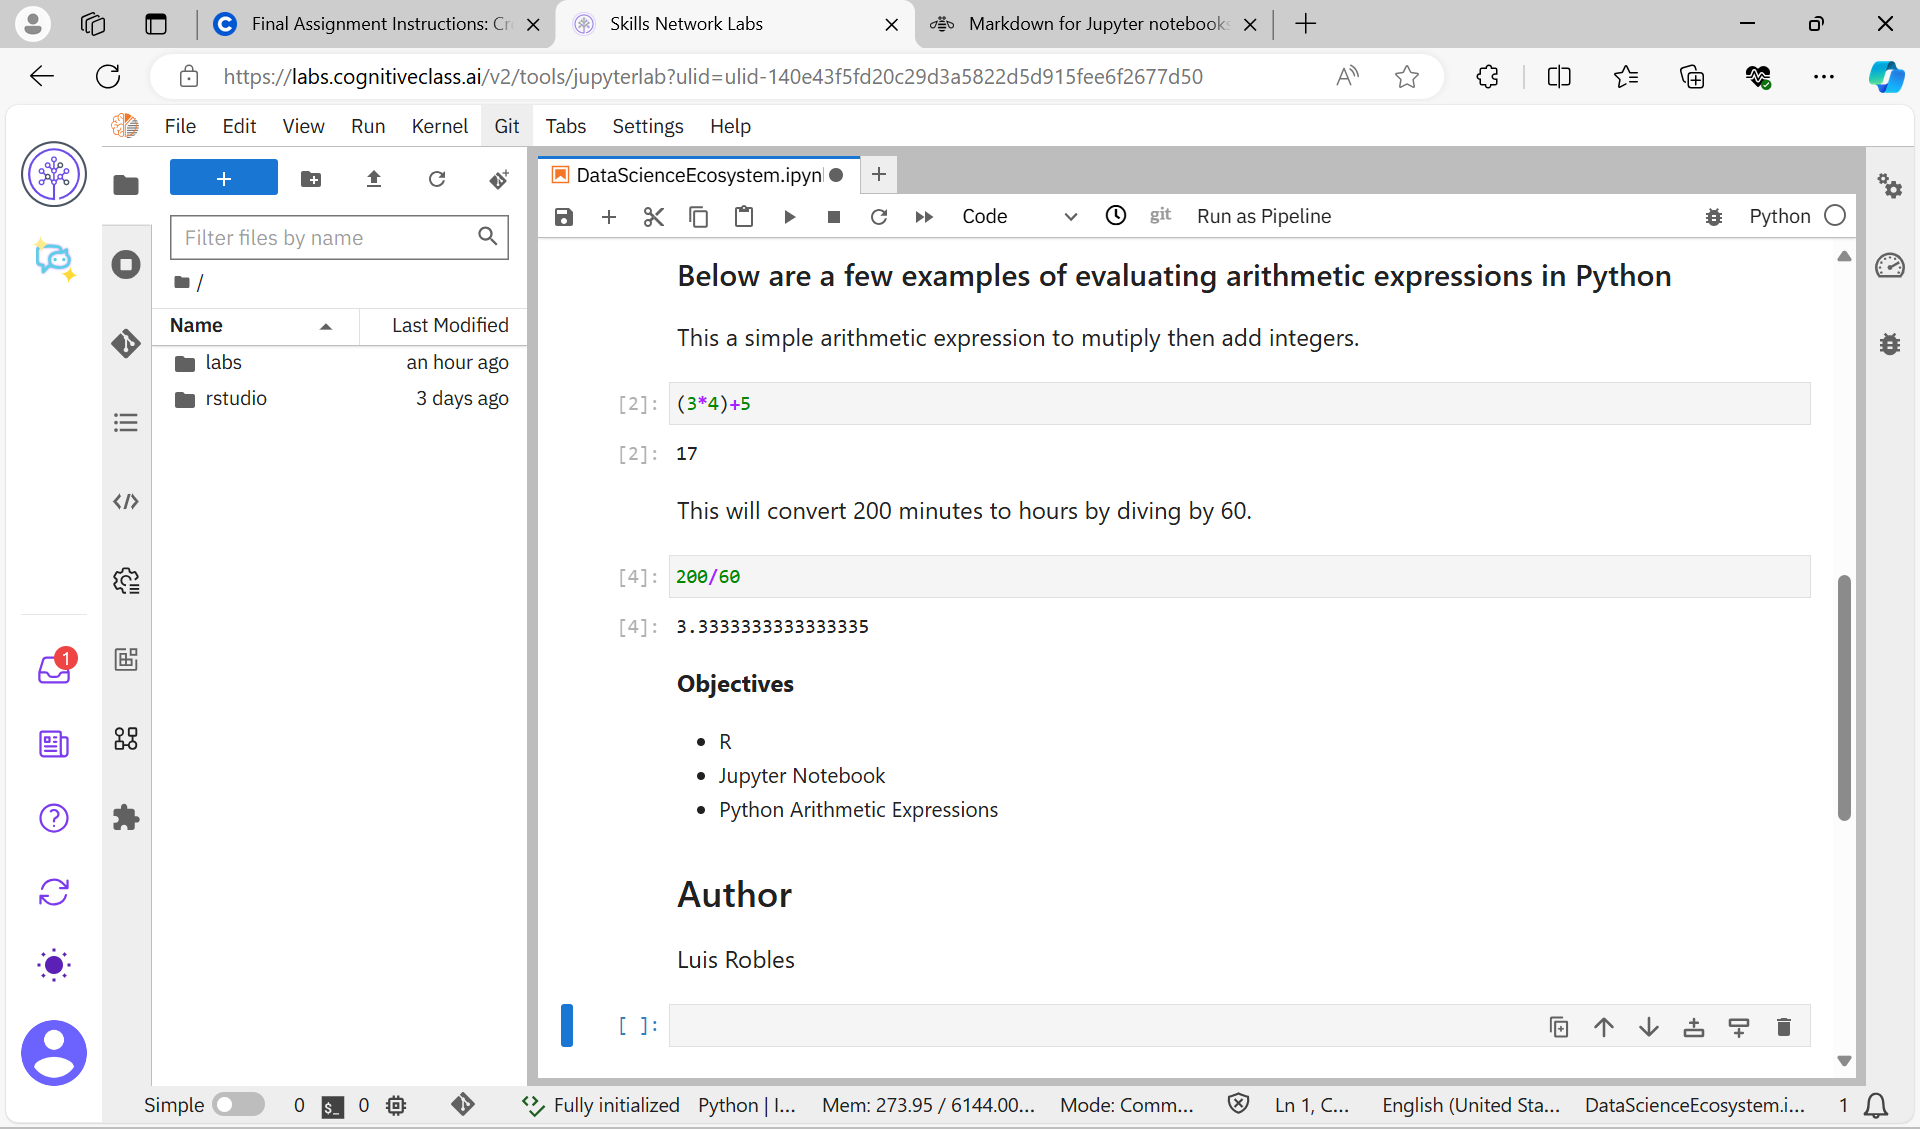 Final Assignment Instructions: Cr
Skills Network Labs
Markdown for Jupyter notebooks
https://labs.cognitiveclass.ai/v2/tools/jupyterlab?ulid=ulid-140e43f5fd20c29d3a5822d5d915fee6f2677d50
File Edit View Run Kernel Git Tabs Settings Help
DataScienceEcosystem.ipyn
Code
git
Run as Pipeline
Python
Filter files by name
/
Name Last Modified
labs an hour ago
rstudio 3 days ago
1
Below are a few examples of evaluating arithmetic expressions in Python
This a simple arithmetic expression to mutiply then add integers.
[2]: (3*4)+5
[2]: 17
This will convert 200 minutes to hours by diving by 60.
[4]: 200/60
[4]: 3.3333333333333335
Objectives
R
Jupyter Notebook
Python Arithmetic Expressions
Author
Luis Robles
[ ]:
Simple 0 $_ 0 Fully initialized Python | I... Mem: 273.95 / 6144.00... Mode: Comm... Ln 1, C... English (United Sta... DataScienceEcosystem.i... 1